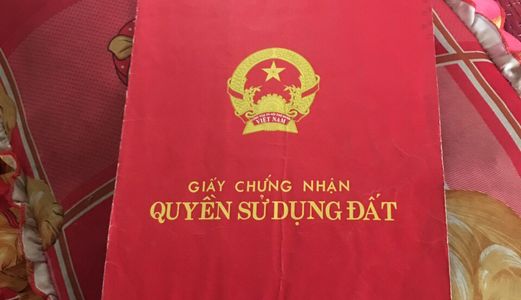 VIỆT NAM
GIẤY CHỨNG NHẬN
QUYỀN SỬ DỤNG ĐẤT